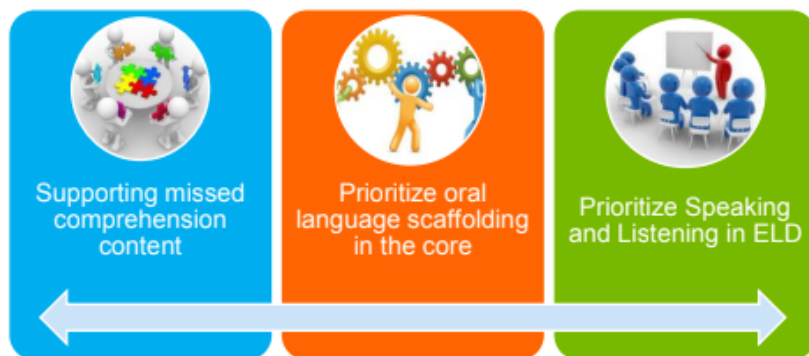 Supporting missed
comprehension
content
Prioritize oral
language scaffolding
in the core
Prioritize Speaking
and Listening in ELD